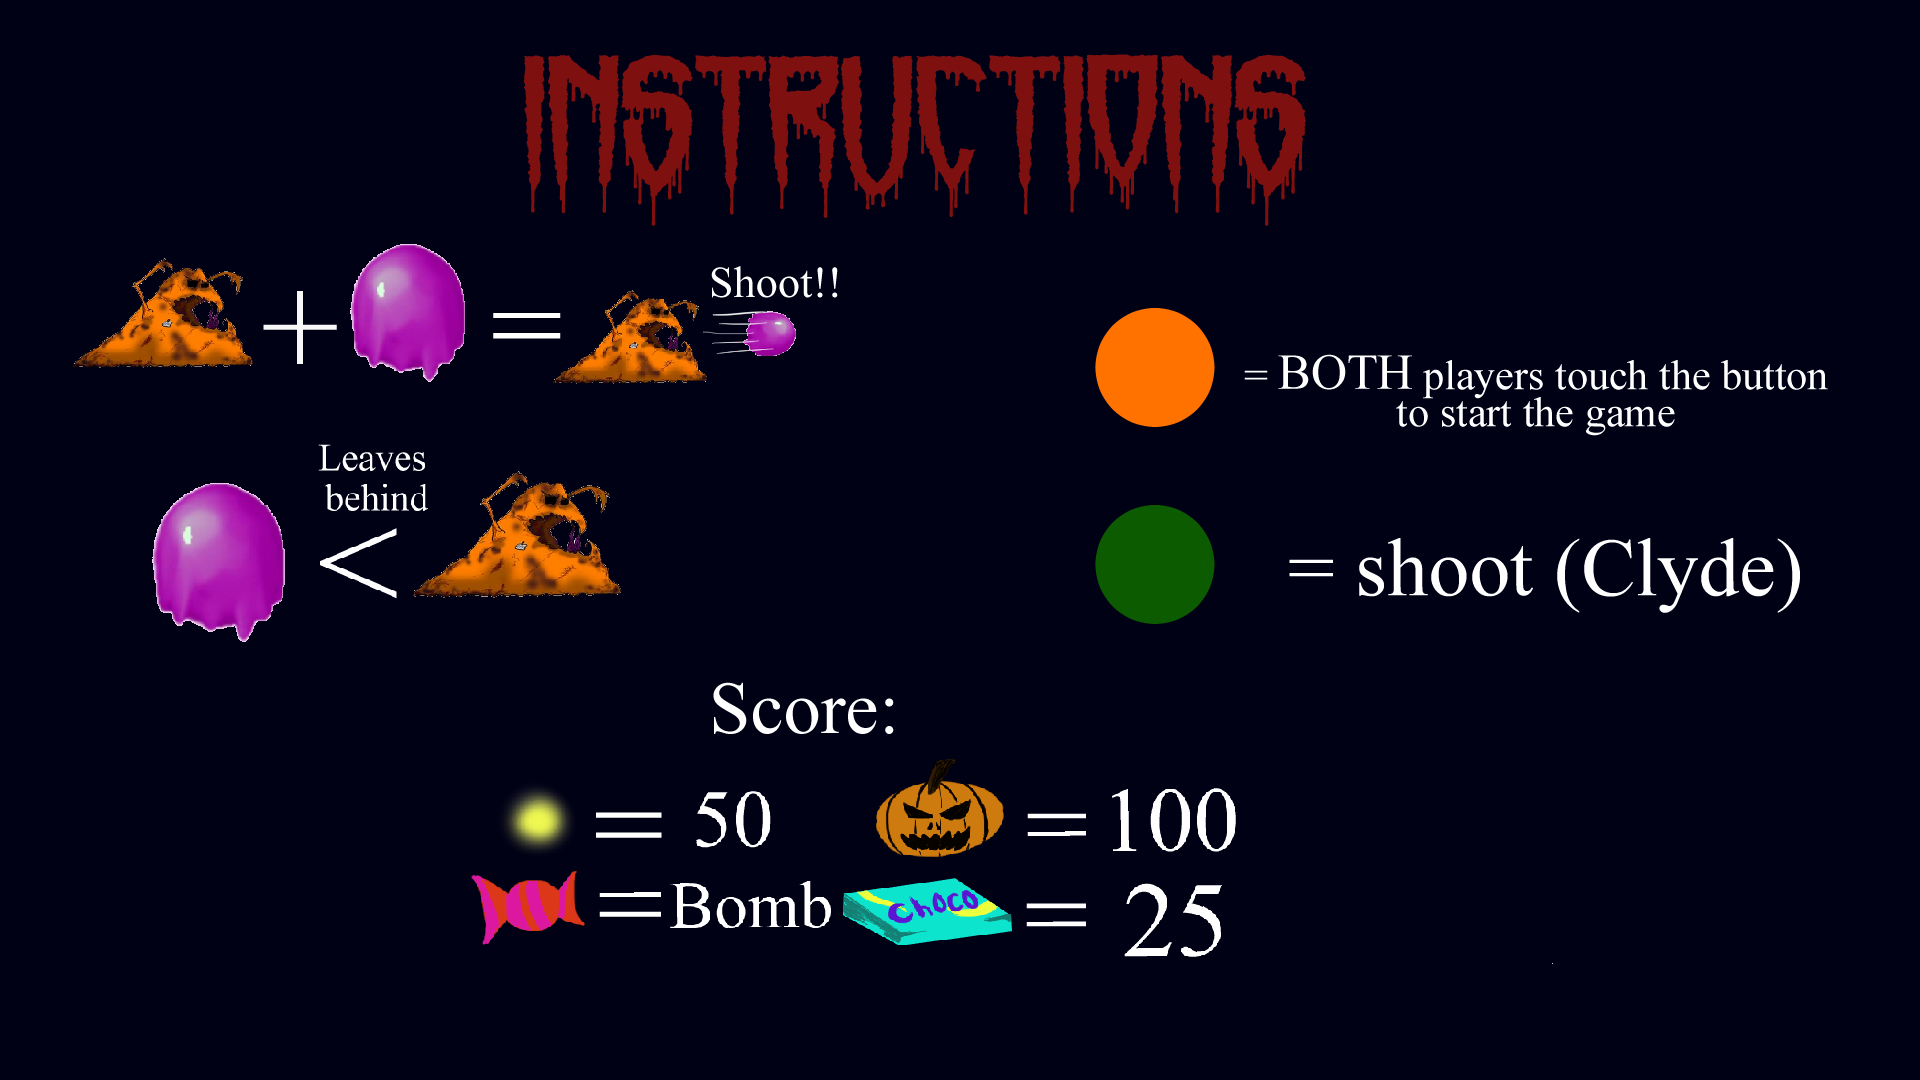 INSTRUCTIONS
+ = Shoot!!
= BOTH players touch the button
to start the game
Leaves
behind
<
= shoot (Clyde)
Score:
= 50
= 100
= Bomb
choco
= 25